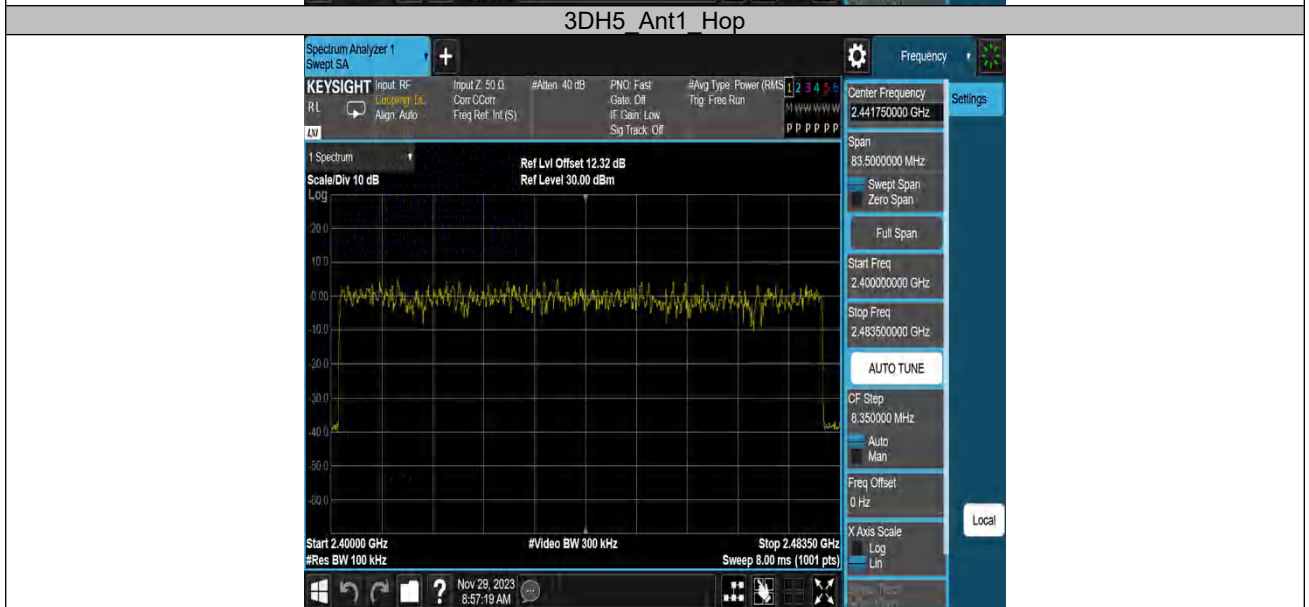 3DH5_Ant1_Hop
Spectrum Analyzer 1
Swept SA
+
Frequency
KEYSIGHT
RL
LXI
Input: RF
Coupling: DC
Align: Auto
Input Z: 50 Ω
Corr CCorr
Freq Ref: Int (S)
#Atten: 40 dB
PNO: Fast
Gate: Off
IF Gain: Low
Sig Track: Off
#Avg Type: Power (RMS
Trig: Free Run
1 2 3 4 5 6
M W W W W W
P P P P P P
Center Frequency
2.441750000 GHz
Settings
Span
83.5000000 MHz
Swept Span
Zero Span
Full Span
Start Freq
2.400000000 GHz
Stop Freq
2.483500000 GHz
AUTO TUNE
CF Step
8.350000 MHz
Auto
Man
Freq Offset
0 Hz
X Axis Scale
Log
Lin
Local
1 Spectrum
Scale/Div 10 dB
Log
Ref Lvl Offset 12.32 dB
Ref Level 30.00 dBm
20.0
10.0
0.00
-10.0
-20.0
-30.0
-40.0
-50.0
-60.0
Start 2.40000 GHz
#Res BW 100 kHz
#Video BW 300 kHz
Stop 2.48350 GHz
Sweep 8.00 ms (1001 pts)
?
Nov 29, 2023
8:57:19 AM